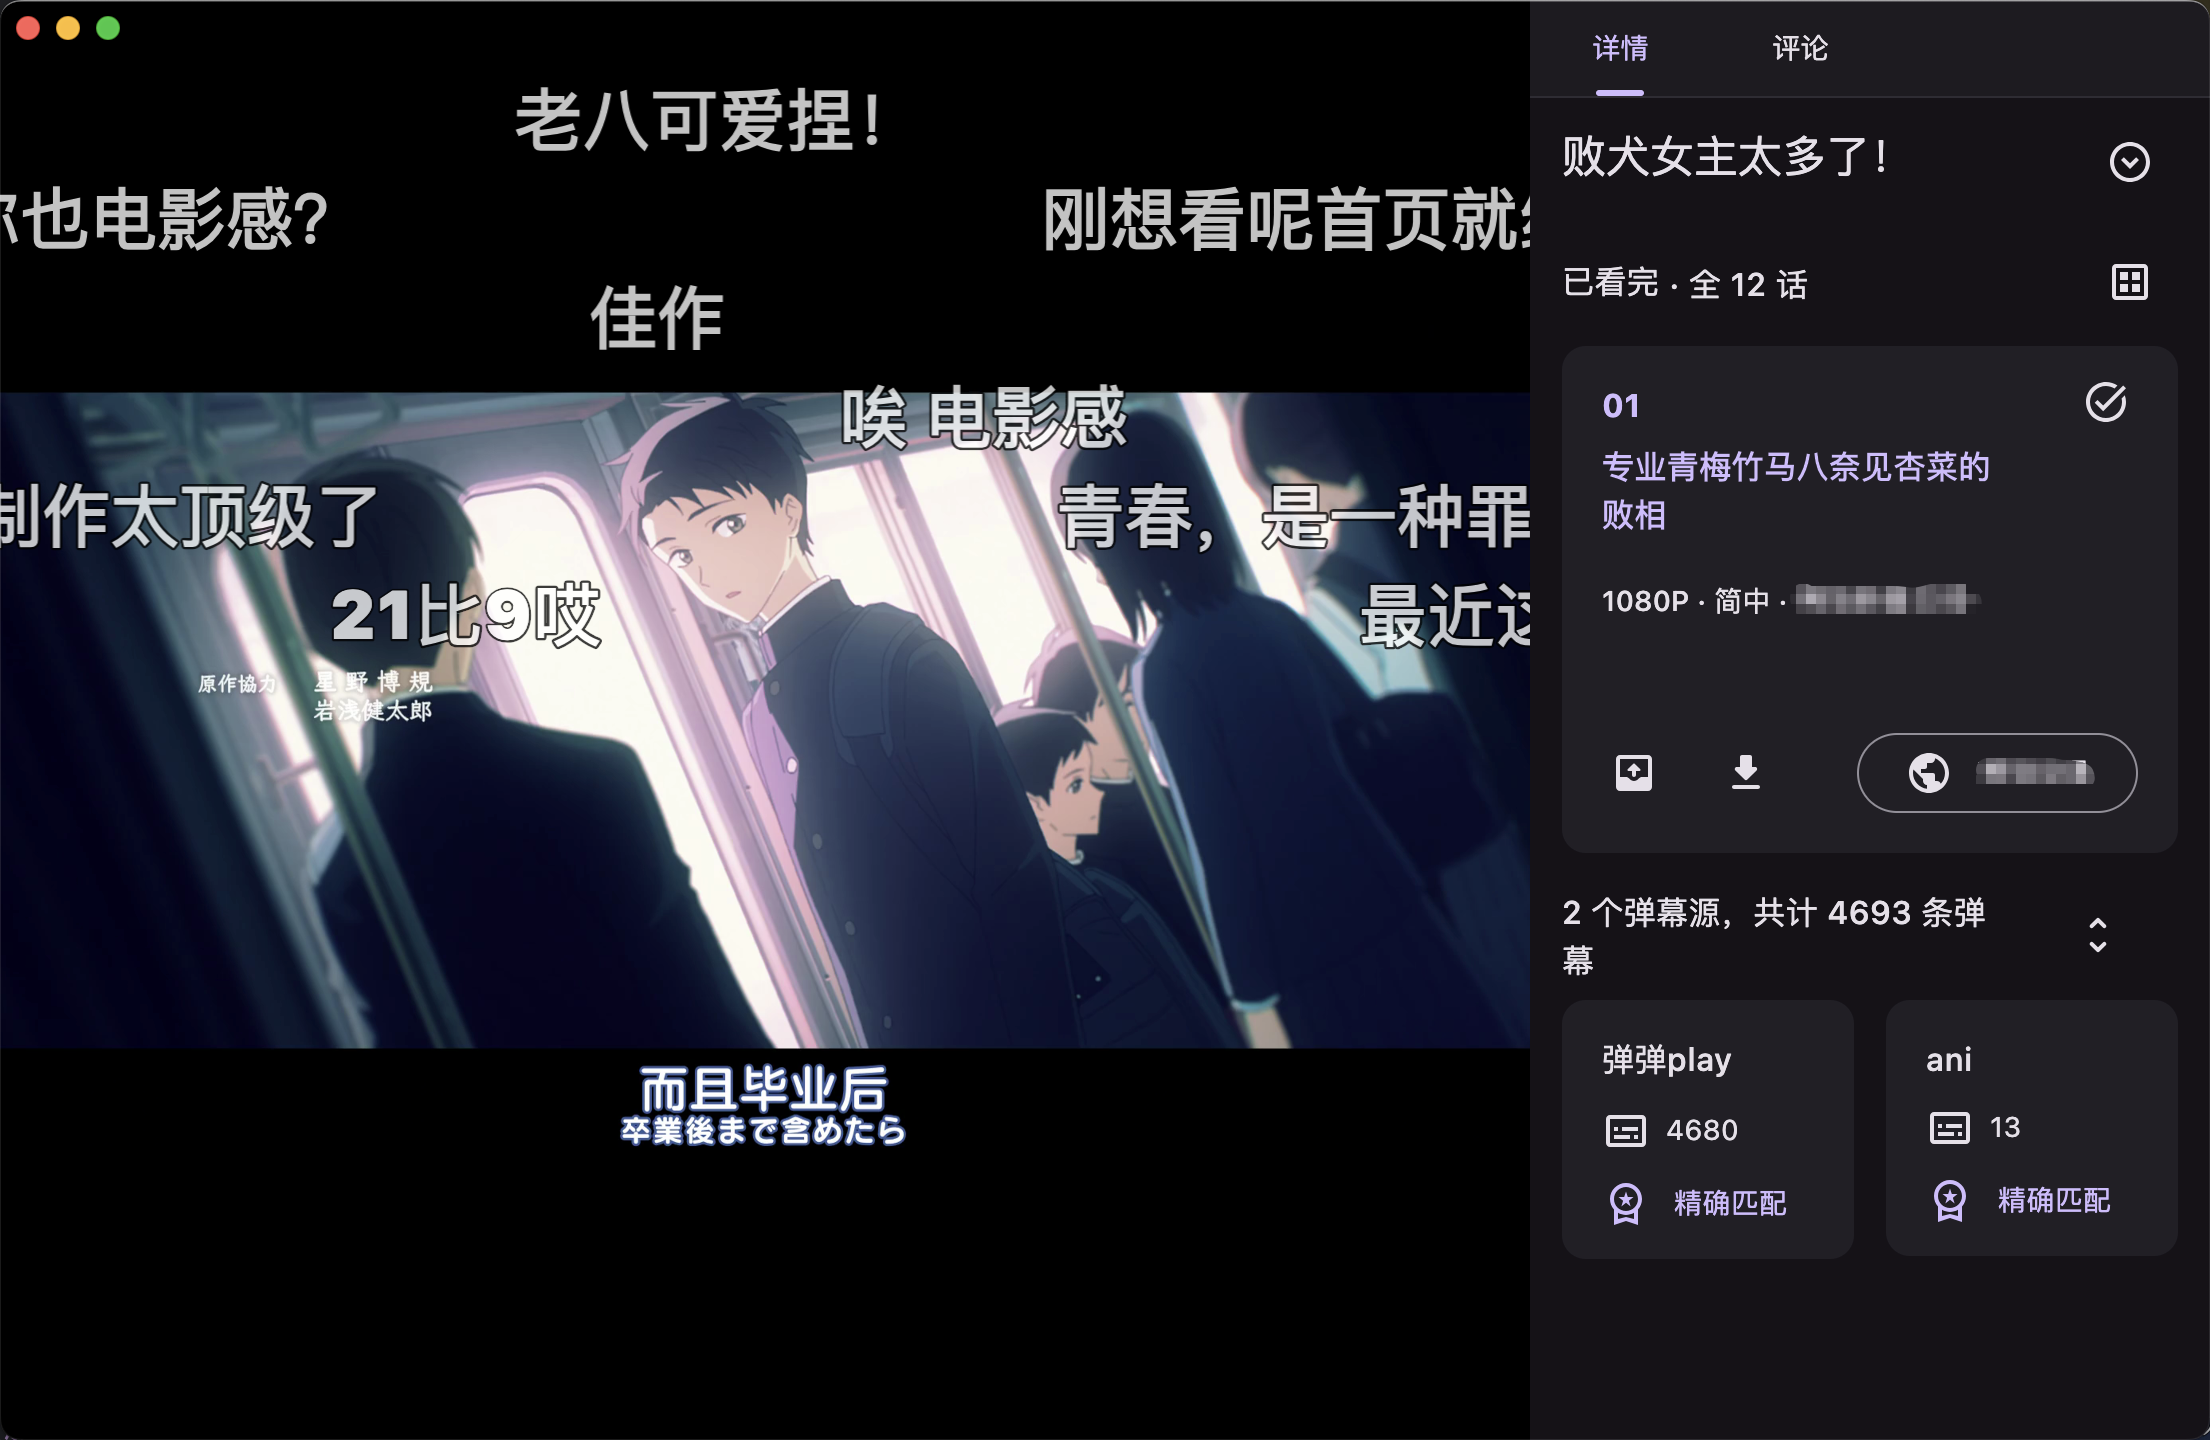 老八可爱捏！
你也电影感?
刚想看呢首页就
佳作
唉 电影感
制作太顶级了
青春，是一种罪
21比9哎
最近这
原作協力
星野博規
岩浅健太郎
而且毕业后
卒業後まで含めたら
详情
评论
败犬女主太多了！
已看完 · 全 12 话
01
专业青梅竹马八奈见杏菜的
败相
1080P · 简中 ·
2 个弹幕源，共计 4693 条弹
幕
弹弹play
4680
精确匹配
ani
13
精确匹配